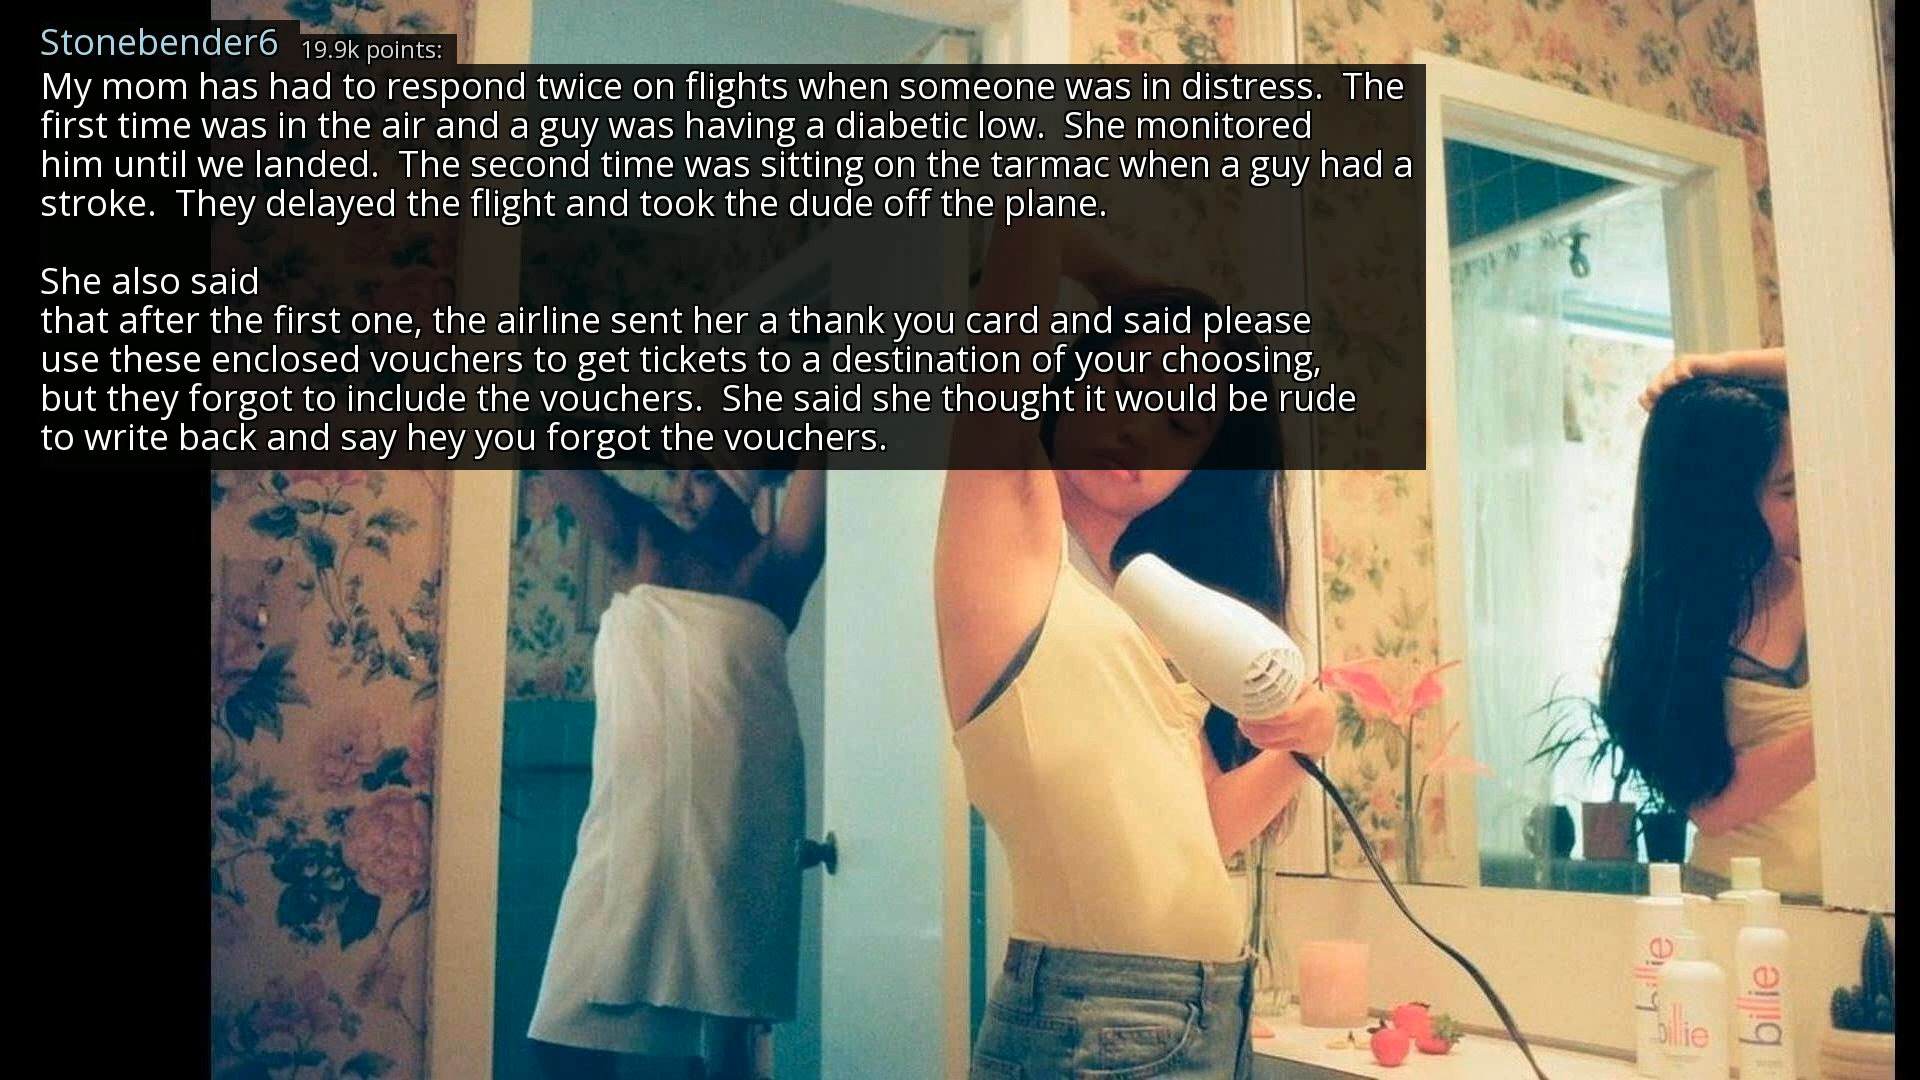 Stonebender6 19.9k points:
My mom has had to respond twice on flights when someone was in distress. The
first time was in the air and a guy was having a diabetic low. She monitored
him until we landed. The second time was sitting on the tarmac when a guy had a
stroke. They delayed the flight and took the dude off the plane.
She also said
that after the first one, the airline sent her a thank you card and said please
use these enclosed vouchers to get tickets to a destination of your choosing,
but they forgot to include the vouchers. She said she thought it would be rude
to write back and say hey you forgot the vouchers.
billie
billie
billie